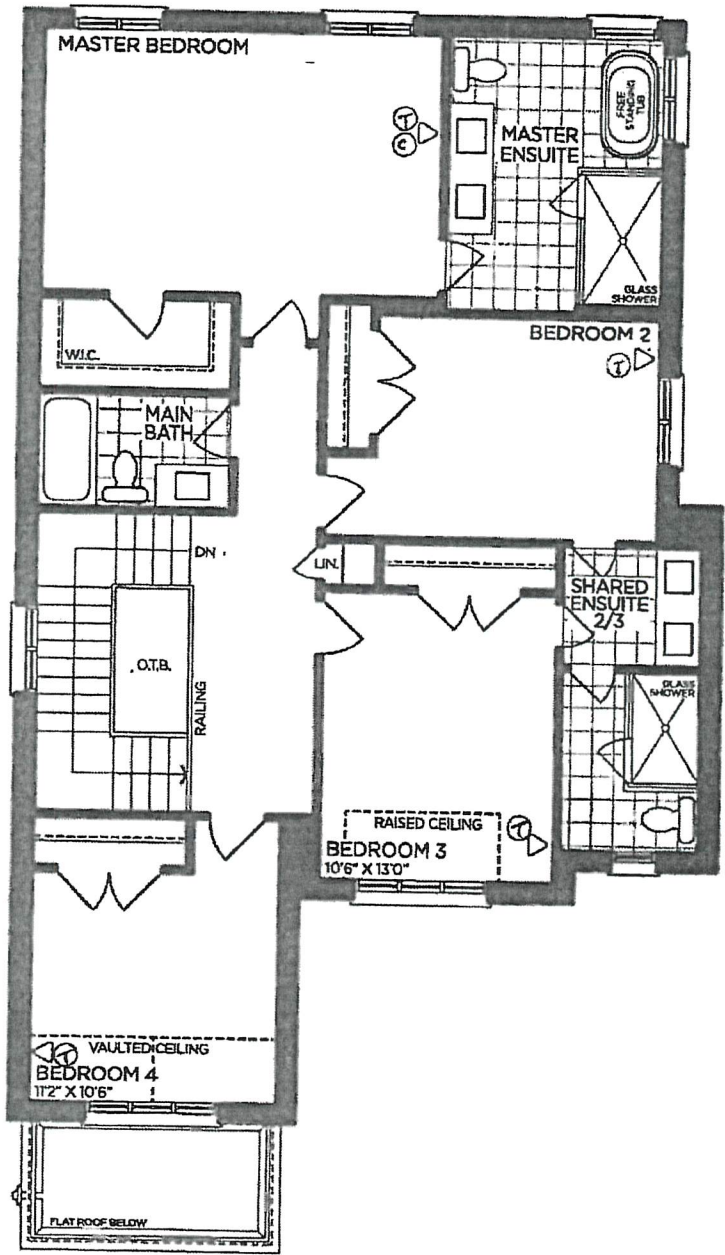 MASTER BEDROOM
T
C
MASTER
ENSUITE
FREE
STANDING
TUB
GLASS
SHOWER
W.I.C.
BEDROOM 2
T
MAIN
BATH
DN
LIN.
SHARED
ENSUITE
2/3
O.T.B.
RAILING
GLASS
SHOWER
RAISED CEILING
T
BEDROOM 3
10'6" X 13'0"
VAULTED CEILING
T
BEDROOM 4
11'2" X 10'6"
FLAT ROOF BELOW